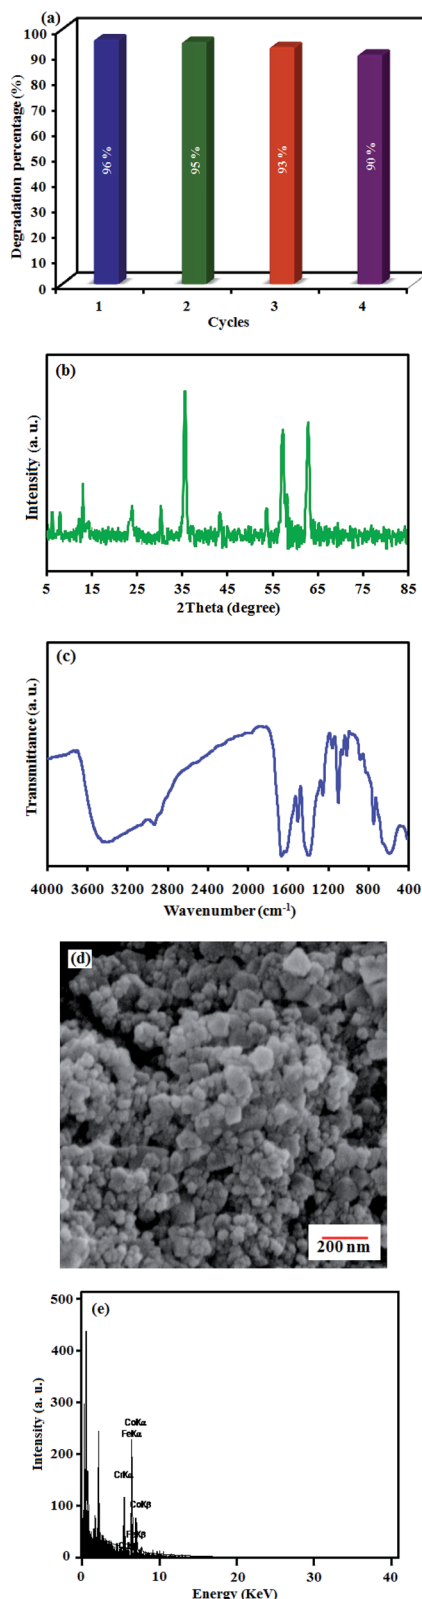 (a)
Degradation percentage (%)
100
90
80
70
60
50
40
30
20
10
0
96 %
95 %
93 %
90 %
1 2 3 4
Cycles
(b)
Intensity (a. u.)
5 15 25 35 45 55 65 75 85
2Theta (degree)
(c)
Transmittance (a. u.)
4000 3600 3200 2800 2400 2000 1600 1200 800 400
Wavenumber (cm-1)
(d)
200 nm
(e)
Intensity (a. u.)
500
400
300
200
100
0
CoKα
FeKα
CrKα
CoKβ
FeKβ
0 10 20 30 40
Energy (KeV)